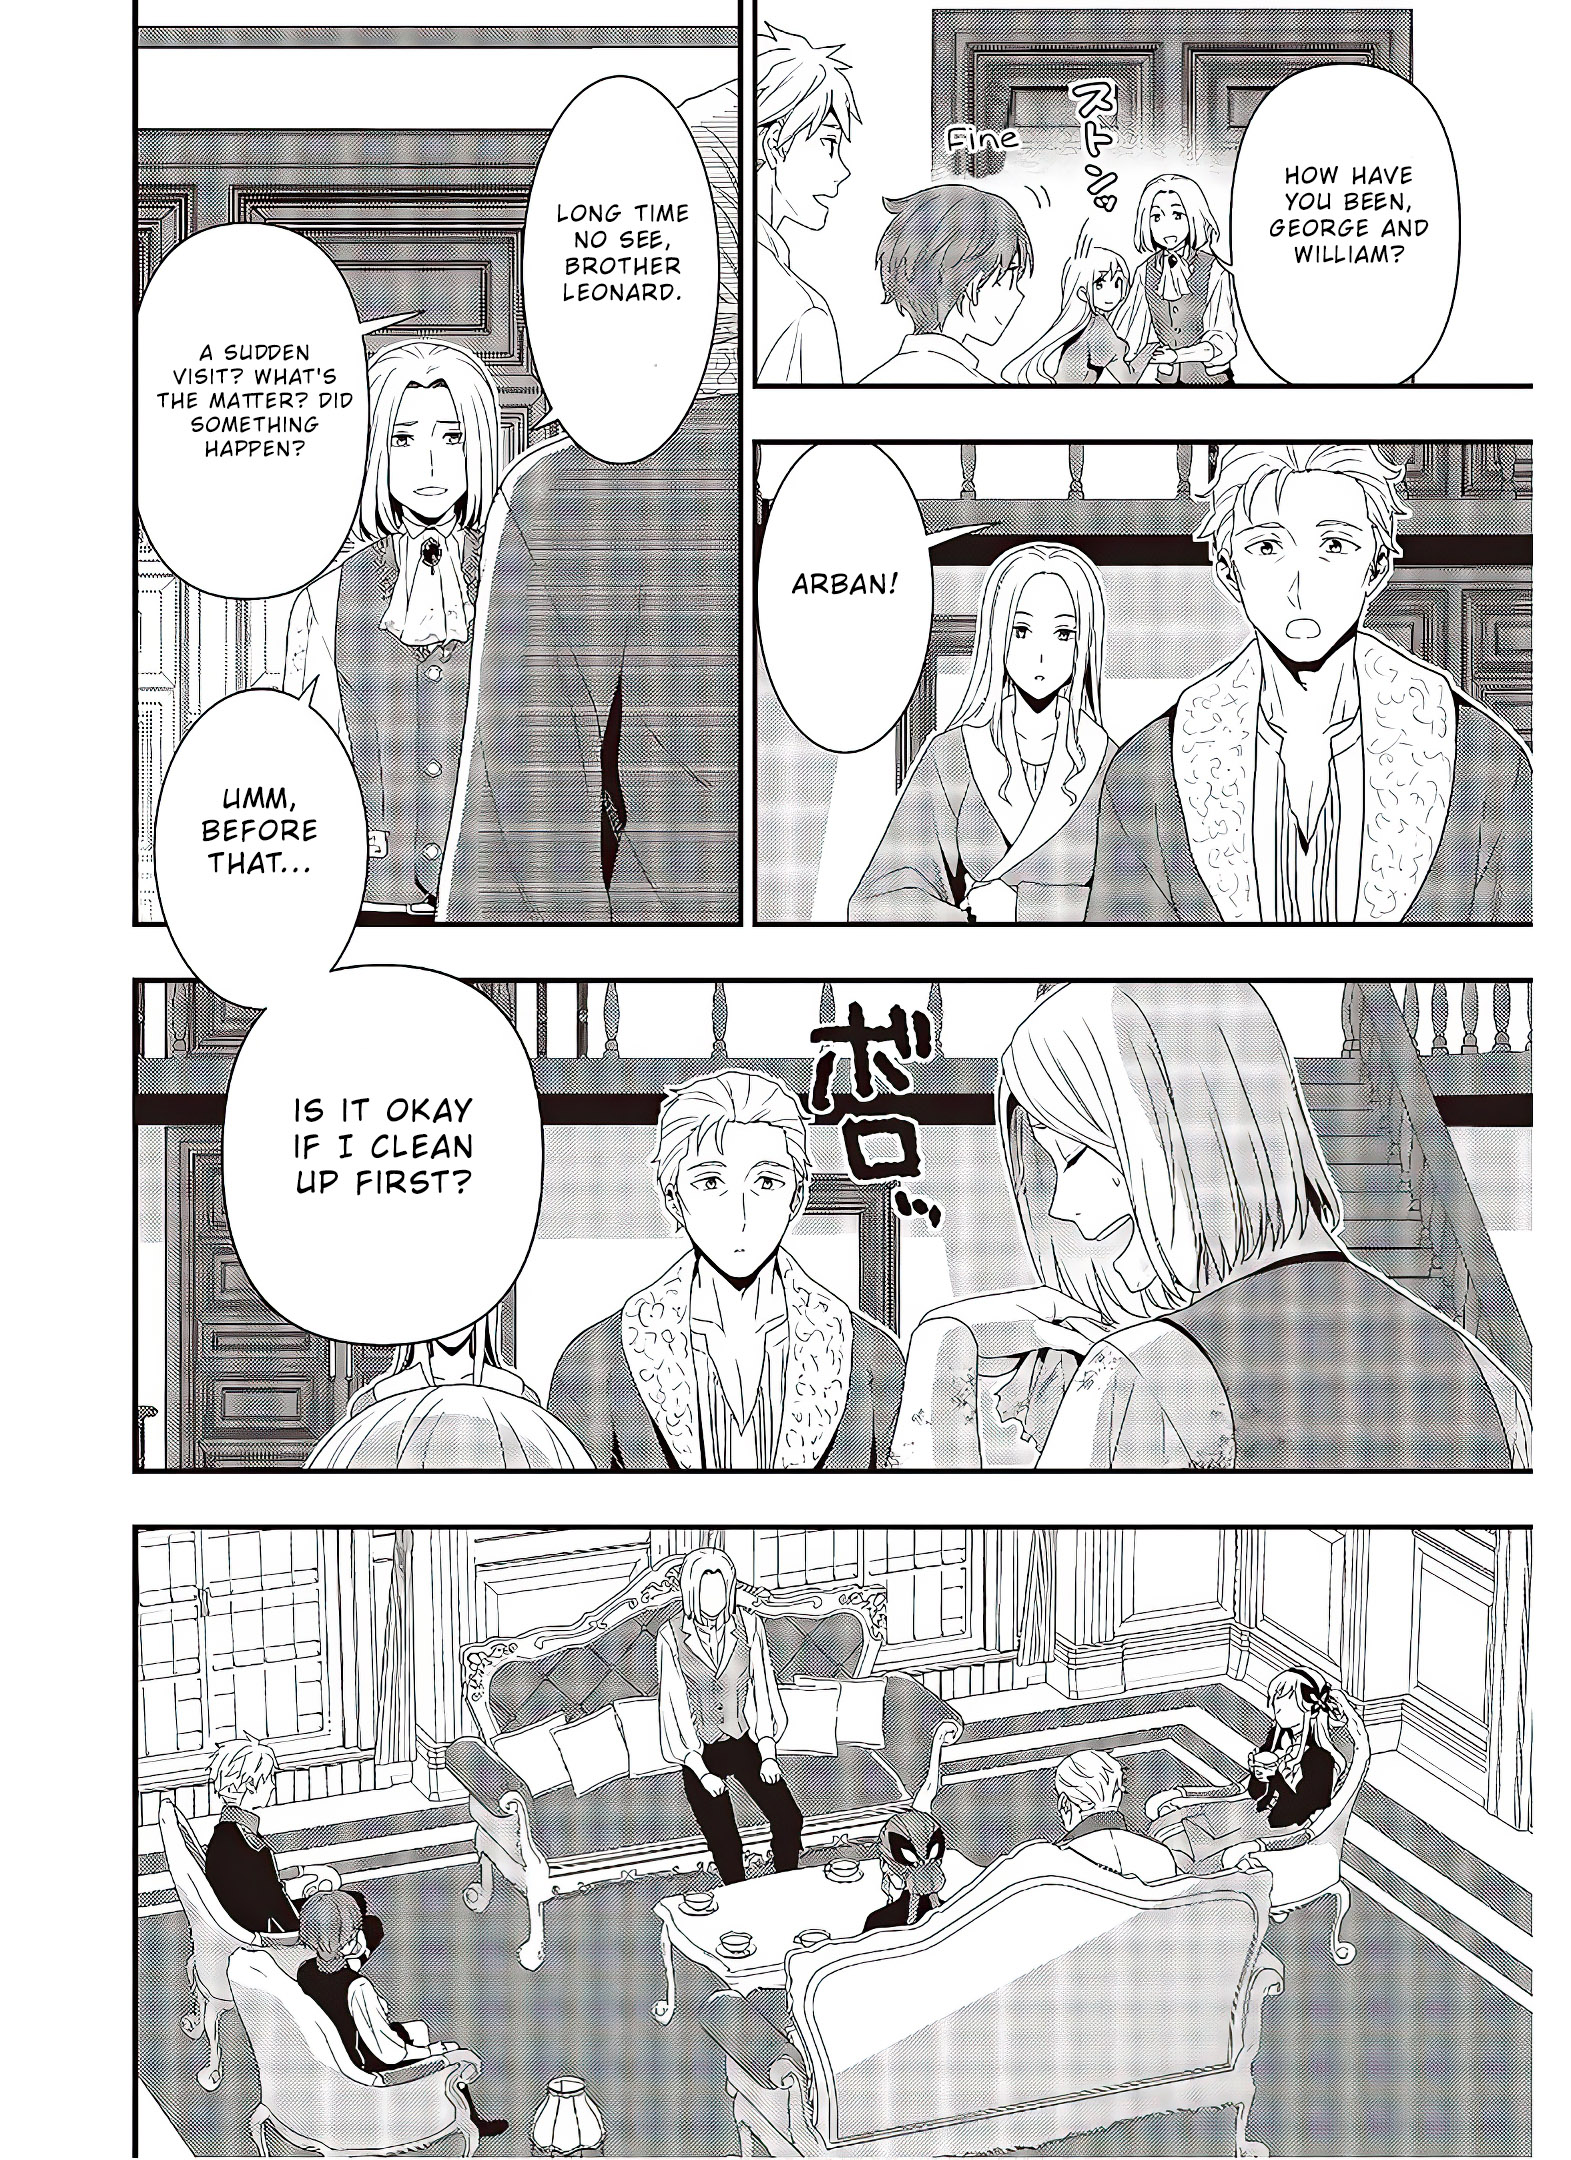 HOW HAVE
YOU BEEN,
GEORGE AND
WILLIAM?
ストンッ
Fine
ARBAN!
LONG TIME
NO SEE,
BROTHER
LEONARD.
A SUDDEN
VISIT? WHAT'S
THE MATTER? DID
SOMETHING
HAPPEN?
UMM,
BEFORE
THAT...
IS IT OKAY
IF I CLEAN
UP FIRST?
ボロ…